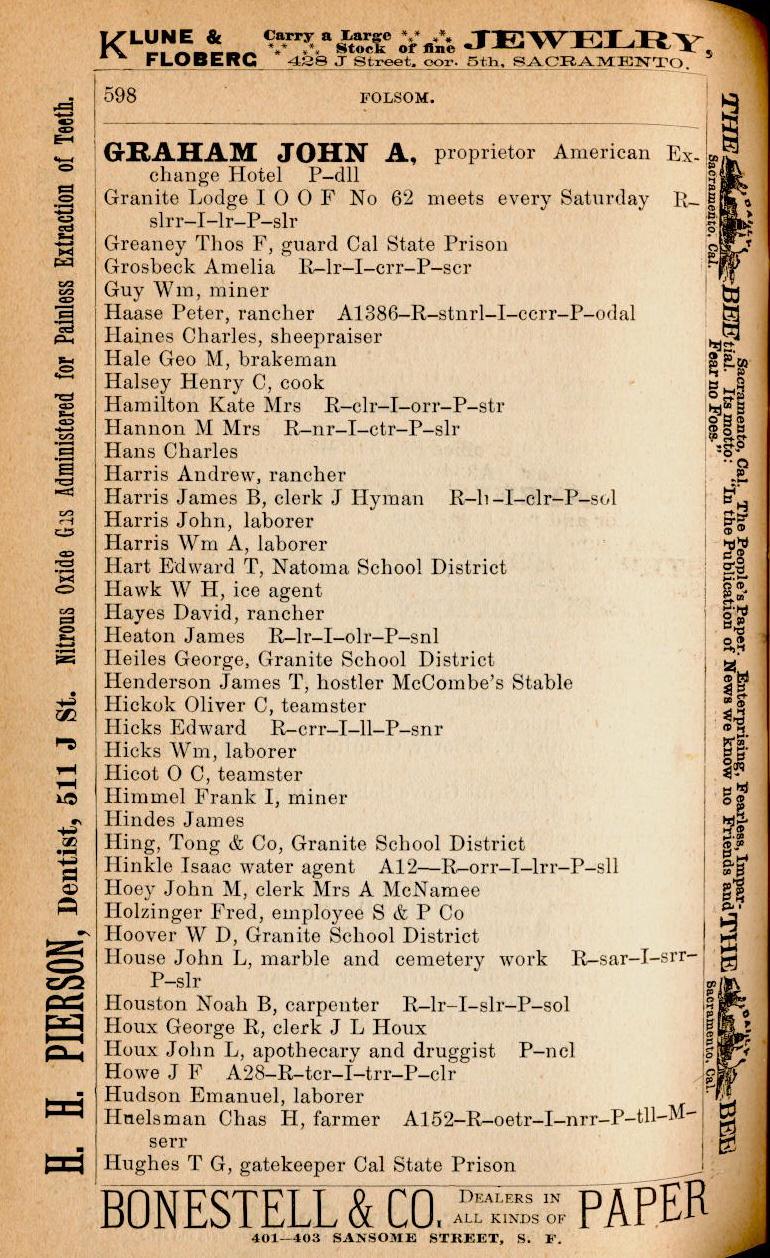 KLUNE & FLOBERG Carry a Large Stock of fine JEWELRY,
428 J Street, cor. 5th, SACRAMENTO.
598 FOLSOM.
GRAHAM JOHN A, proprietor American Ex-
change Hotel P–dll
Granite Lodge I O O F No 62 meets every Saturday R–
slrr–I–lr–P–slr
Greaney Thos F, guard Cal State Prison
Grosbeck Amelia R–lr–I–crr–P–scr
Guy Wm, miner
Haase Peter, rancher A1386–R–stnrl–I–ccrr–P–odal
Haines Charles, sheepraiser
Hale Geo M, brakeman
Halsey Henry C, cook
Hamilton Kate Mrs R–clr–I–orr–P–str
Hannon M Mrs R–nr–I–ctr–P–slr
Hans Charles
Harris Andrew, rancher
Harris James B, clerk J Hyman I–clr–P–sol
Harris John, laborer
Harris Wm A, laborer
Hart Edward T, Natoma School District
Hawk W H, ice agent
Hayes David, rancher
Heaton James R–lr–I–olr–P–snl
Heiles George, Granite School District
Henderson James T, hostler McCombe's Stable
Hickok Oliver C, teamster
Hicks Edward R–crr–I–ll–P–snr
Hicks Wm, laborer
Hicot O C, teamster
Himmel Frank I, miner
Hindes James
Hing, Tong & Co, Granite School District
Hinkle Isaac water agent A12—R–orr–I–lrr–P–sll
Hoey John M, clerk Mrs A McNamee
Holzinger Fred, employee S & P Co
Hoover W D, Granite School District
House John L, marble and cemetery work R–sar–I–srr–
P–slr
Houston Noah B, carpenter R–lr–I–slr–P–sol
Houx George R, clerk J L Houx
Houx John L, apothecary and druggist P–ncl
Howe J F A28–R–tcr–I–trr–P–clr
Hudson Emanuel, laborer
Huelsman Chas H, farmer A152–R–oetr–I–nrr–P–tll–M–
serr
Hughes T G, gatekeeper Cal State Prison
BONESTELL & CO. DEALERS IN ALL KINDS OF PAPER
401–403 SANSOME STREET, S. F.
H. H. PIERSON, Dentist, 511 J St. Nitrous Oxide Gas Administered for Painless Extraction of Teeth.
THE DAILY BEE
Sacramento, Cal.
Sacramento, Cal. The People's Paper. Enterprising, Fearless, Impar-
tial. Its motto: "In the Publication of News we know no Friends and
Fear no Foes."
THE DAILY BEE
Sacramento, Cal.